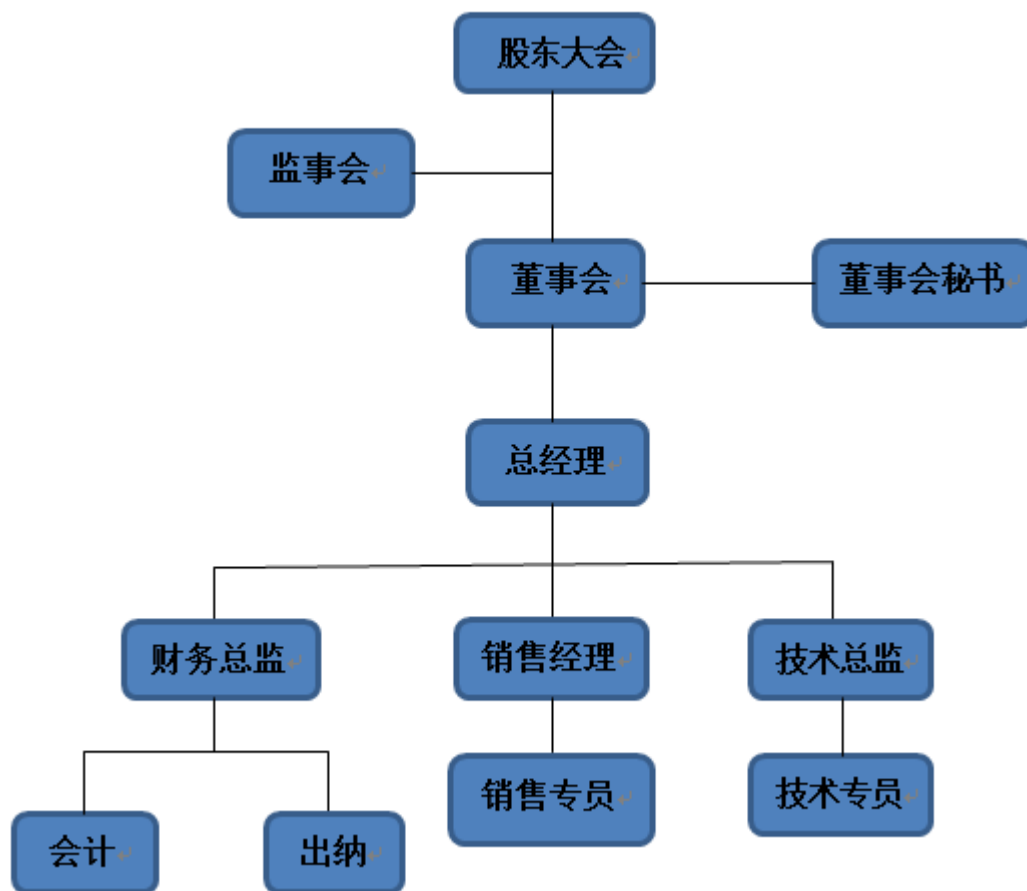 股东大会
监事会
董事会
董事会秘书
总经理
财务总监
销售经理
技术总监
销售专员
技术专员
会计
出纳